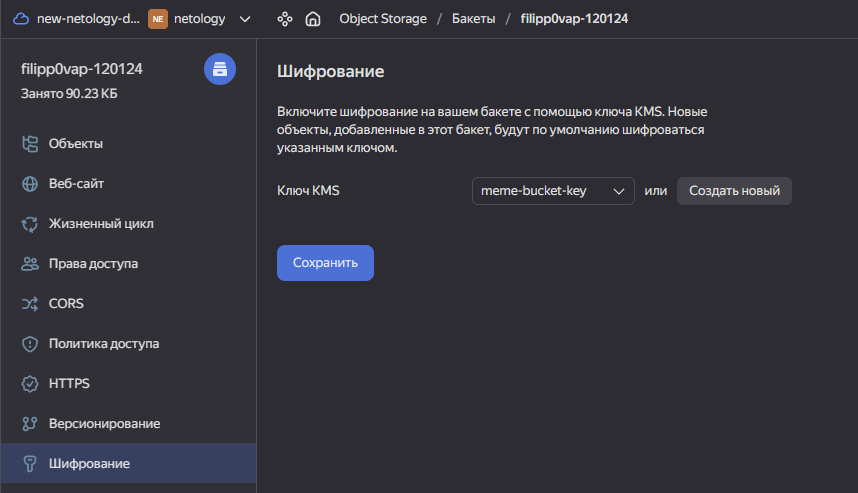 new-netology-d... NE netology Object Storage / Бакеты / filipp0vap-120124
filipp0vap-120124
Занято 90.23 КБ
Объекты
Веб-сайт
Жизненный цикл
Права доступа
CORS
Политика доступа
HTTPS
Версионирование
Шифрование
Шифрование
Включите шифрование на вашем бакете с помощью ключа KMS. Новые
объекты, добавленные в этот бакет, будут по умолчанию шифроваться
указанным ключом.
Ключ KMS meme-bucket-key или Создать новый
Сохранить